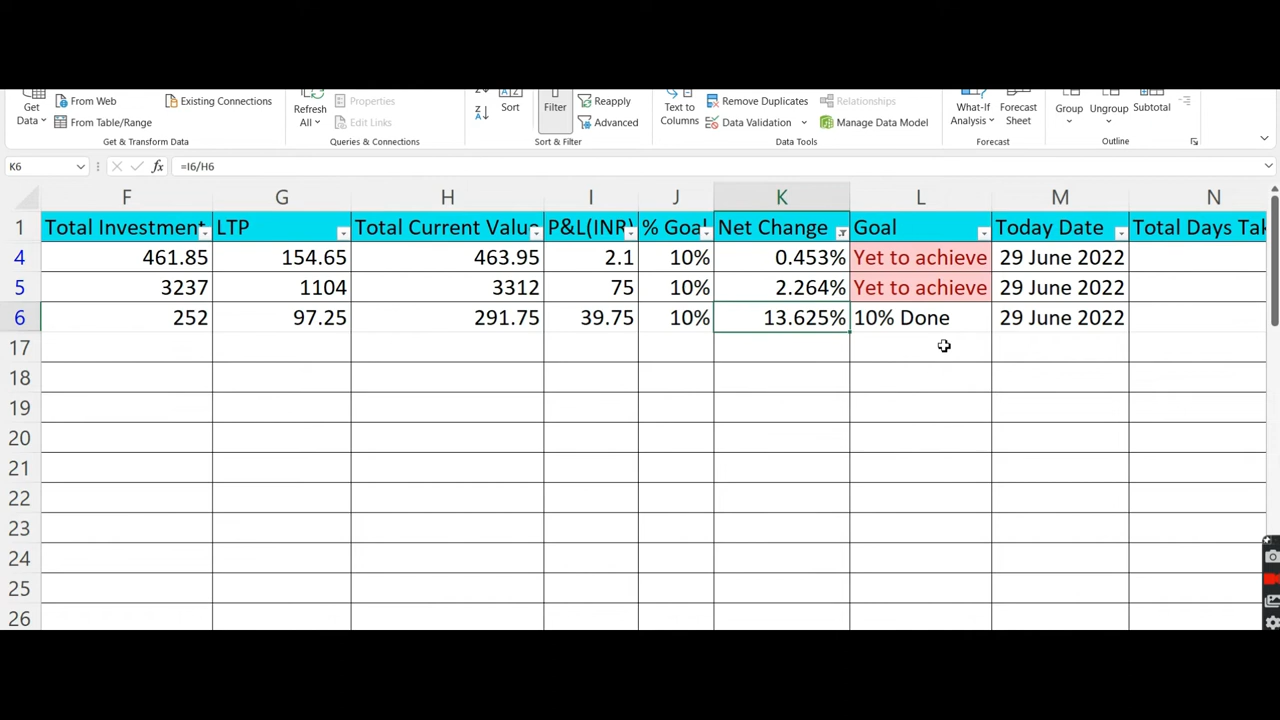 Get Data
From Web
From Table/Range
Existing Connections
Get & Transform Data
Refresh All
Properties
Edit Links
Queries & Connections
Sort
Filter
Reapply
Advanced
Sort & Filter
Text to Columns
Remove Duplicates
Data Validation
Relationships
Manage Data Model
Data Tools
What-If Analysis
Forecast Sheet
Forecast
Group
Ungroup
Subtotal
Outline
K6 fx =I6/H6
F G H I J K L M N
1 Total Investment LTP Total Current Valu P&L(INR) % Goal Net Change Goal Today Date Total Days Tak
4 461.85 154.65 463.95 2.1 10% 0.453% Yet to achieve 29 June 2022
5 3237 1104 3312 75 10% 2.264% Yet to achieve 29 June 2022
6 252 97.25 291.75 39.75 10% 13.625% 10% Done 29 June 2022
17
18
19
20
21
22
23
24
25
26